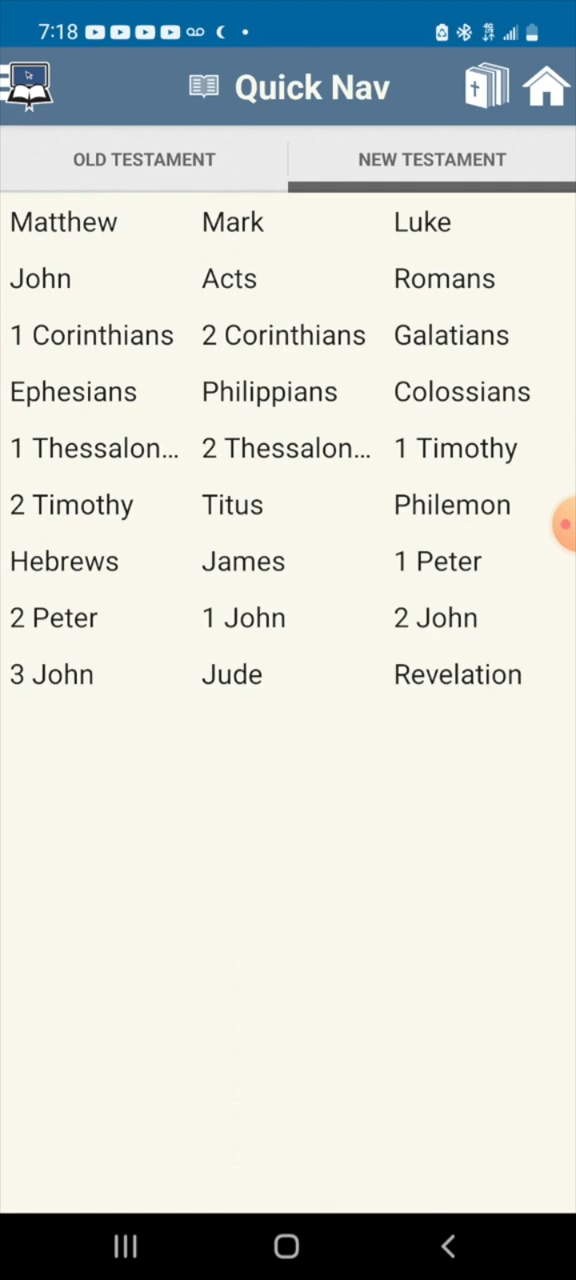 7:18
Quick Nav
OLD TESTAMENT NEW TESTAMENT
Matthew Mark Luke
John Acts Romans
1 Corinthians 2 Corinthians Galatians
Ephesians Philippians Colossians
1 Thessalon... 2 Thessalon... 1 Timothy
2 Timothy Titus Philemon
Hebrews James 1 Peter
2 Peter 1 John 2 John
3 John Jude Revelation